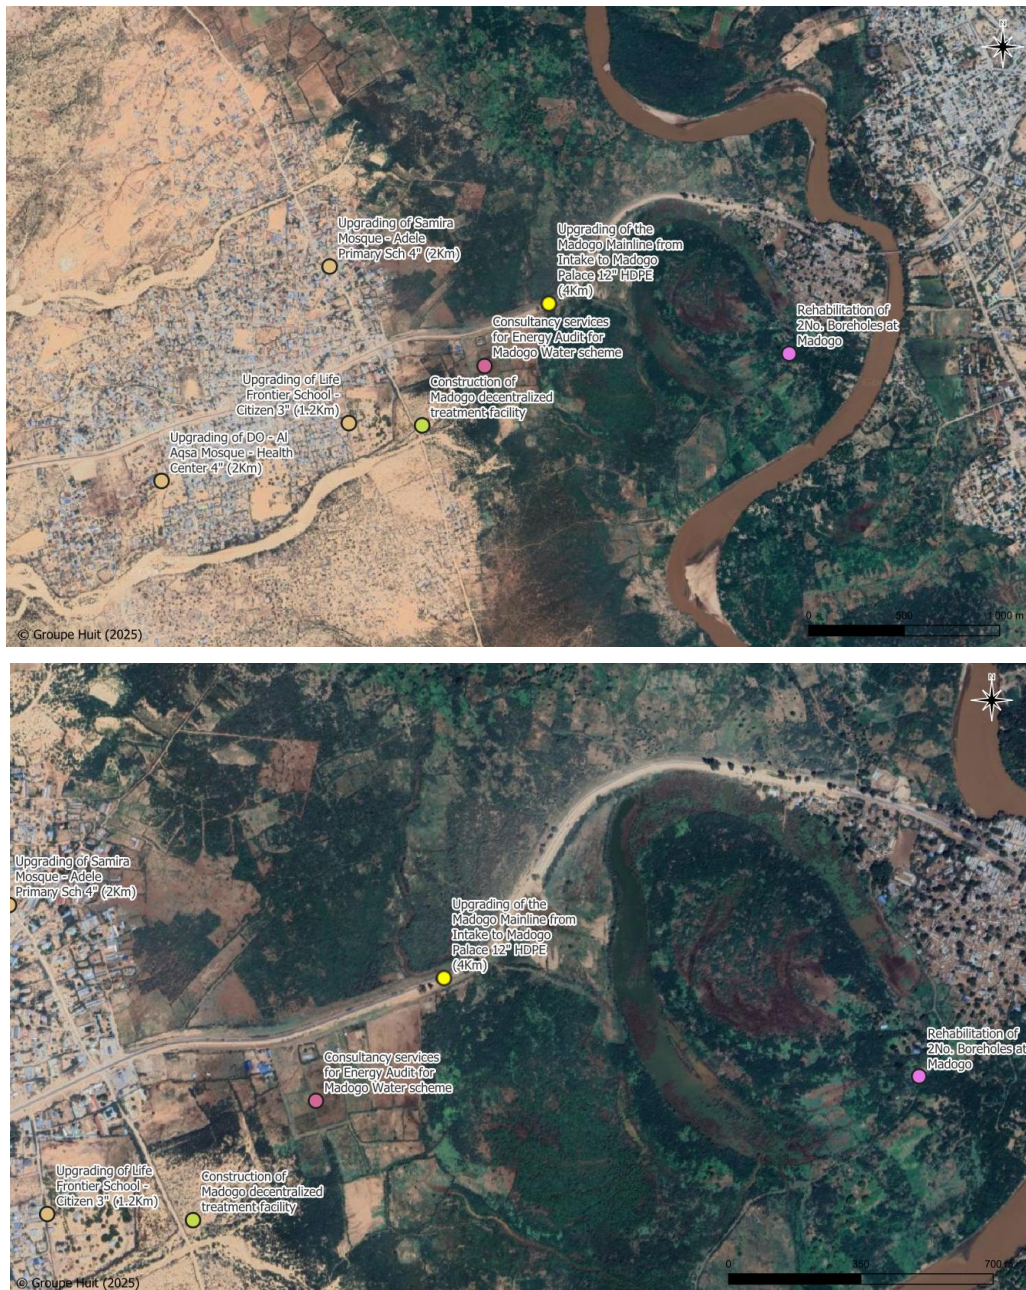 N
Upgrading of Samira
Mosque - Adele
Primary Sch 4" (2Km)
Upgrading of the
Madogo Mainline from
Intake to Madogo
Palace 12" HDPE
(4Km)
Consultancy services
for Energy Audit for
Madogo Water scheme
Rehabilitation of
2No. Boreholes at
Madogo
Upgrading of Life
Frontier School -
Citizen 3" (1.2Km)
Construction of
Madogo decentralized
treatment facility
Upgrading of DO - Al
Aqsa Mosque - Health
Center 4" (2Km)
0 500 1 000 m
© Groupe Huit (2025)
N
Upgrading of Samira
Mosque - Adele
Primary Sch 4" (2Km)
Upgrading of the
Madogo Mainline from
Intake to Madogo
Palace 12" HDPE
(4Km)
Rehabilitation of
2No. Boreholes at
Madogo
Consultancy services
for Energy Audit for
Madogo Water scheme
Upgrading of Life
Frontier School -
Citizen 3" (1.2Km)
Construction of
Madogo decentralized
treatment facility
0 350 700 m
© Groupe Huit (2025)